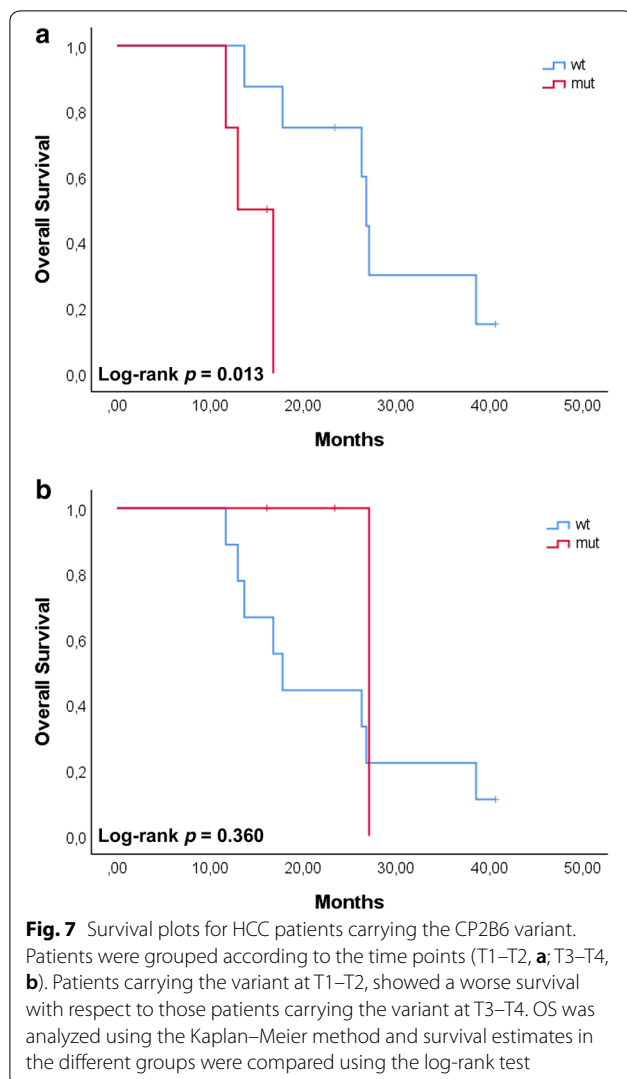 a
1,0
0,8
0,6
0,4
0,2
0,0
Overall Survival
wt
mut
Log-rank p = 0.013
,00 10,00 20,00 30,00 40,00 50,00
Months
b
1,0
0,8
0,6
0,4
0,2
0,0
Overall Survival
wt
mut
Log-rank p = 0.360
,00 10,00 20,00 30,00 40,00 50,00
Months
Fig. 7 Survival plots for HCC patients carrying the CP2B6 variant.
Patients were grouped according to the time points (T1–T2, a; T3–T4,
b). Patients carrying the variant at T1–T2, showed a worse survival
with respect to those patients carrying the variant at T3–T4. OS was
analyzed using the Kaplan–Meier method and survival estimates in
the different groups were compared using the log-rank test